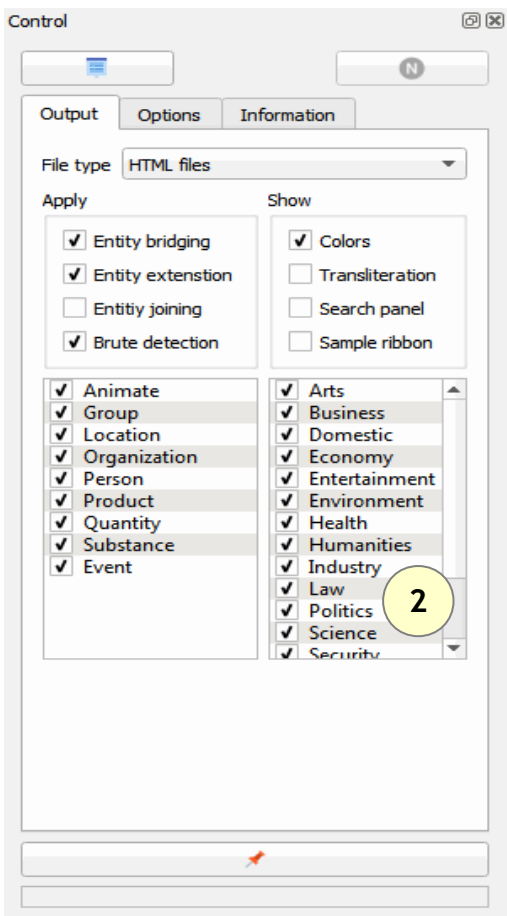 Control
N
Output Options Information
File type HTML files
Apply Show
Entity bridging Colors
Entity extenstion Transliteration
Entitiy joining Search panel
Brute detection Sample ribbon
Animate Arts
Group Business
Location Domestic
Organization Economy
Person Entertainment
Product Environment
Quantity Health
Substance Humanities
Event Industry
Law
Politics
2
Science
Security